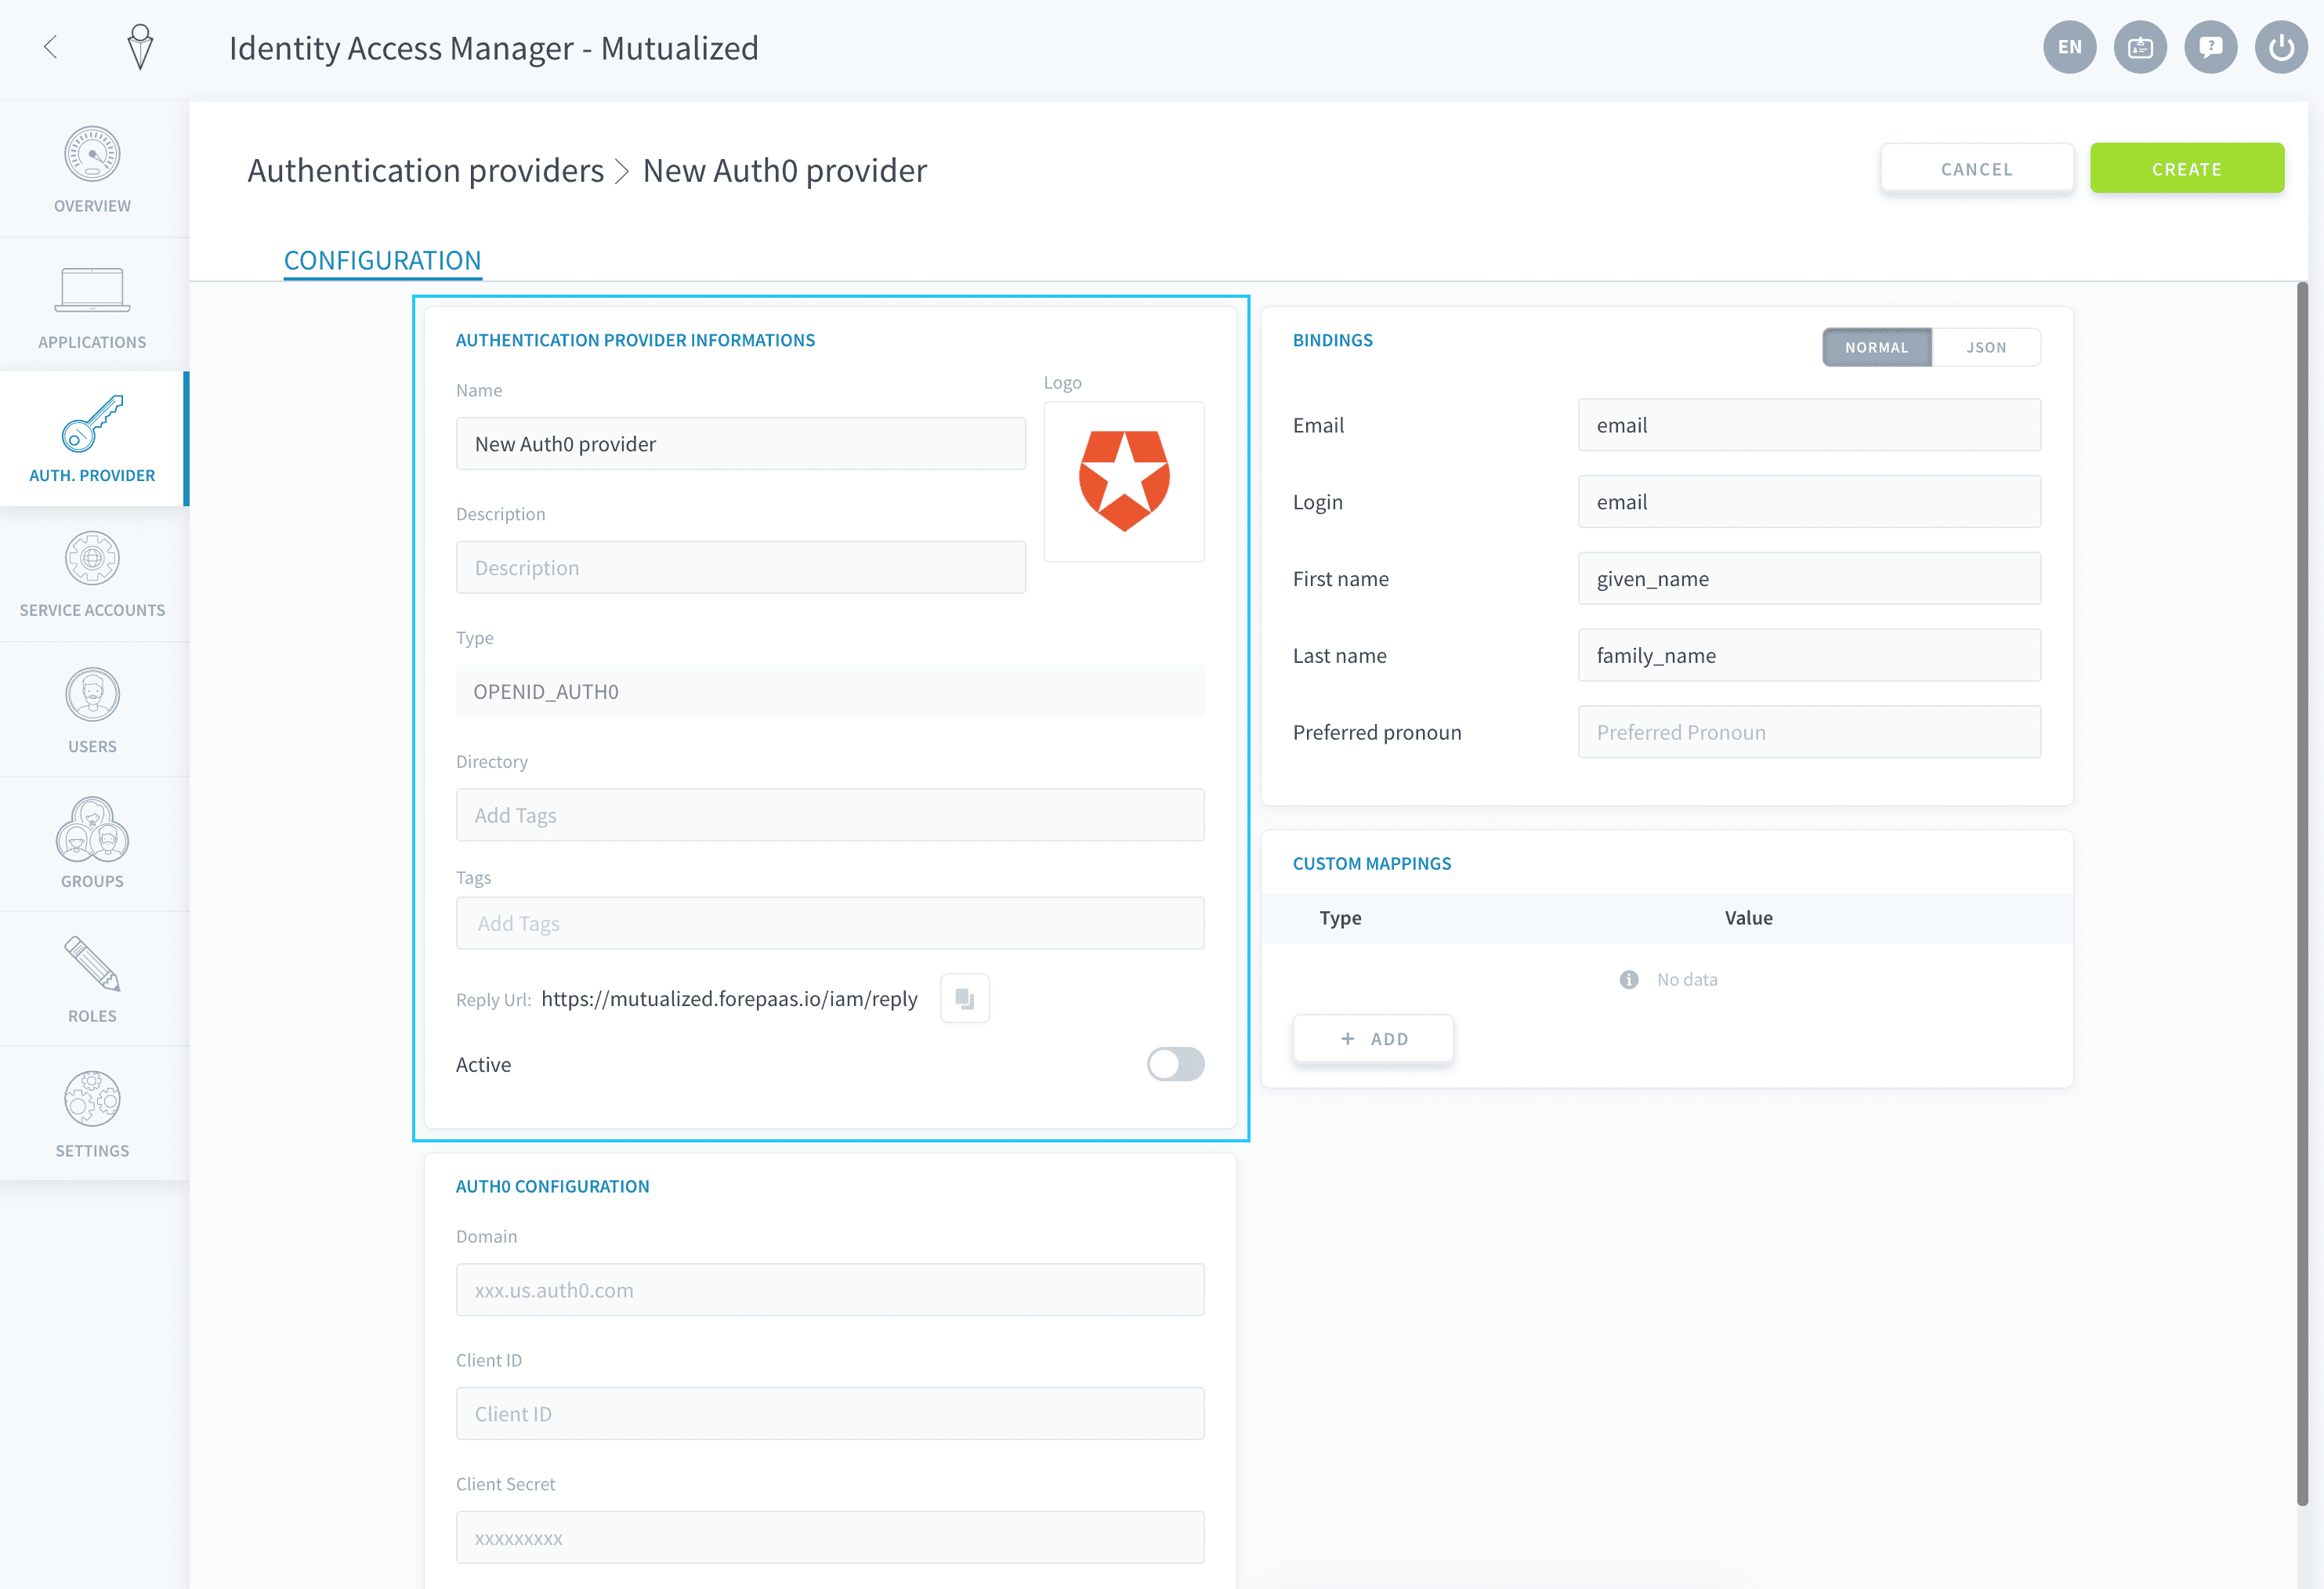 Identity Access Manager - Mutualized
EN
?
OVERVIEW
APPLICATIONS
AUTH. PROVIDER
SERVICE ACCOUNTS
USERS
GROUPS
ROLES
SETTINGS
Authentication providers > New Auth0 provider
CANCEL
CREATE
CONFIGURATION
AUTHENTICATION PROVIDER INFORMATIONS
Name
New Auth0 provider
Logo
Description
Description
Type
OPENID_AUTH0
Directory
Add Tags
Tags
Add Tags
Reply Url: https://mutualized.forepaas.io/iam/reply
Active
AUTH0 CONFIGURATION
Domain
xxx.us.auth0.com
Client ID
Client ID
Client Secret
xxxxxxxxx
BINDINGS
NORMAL
JSON
Email
email
Login
email
First name
given_name
Last name
family_name
Preferred pronoun
Preferred Pronoun
CUSTOM MAPPINGS
Type
Value
No data
+ ADD